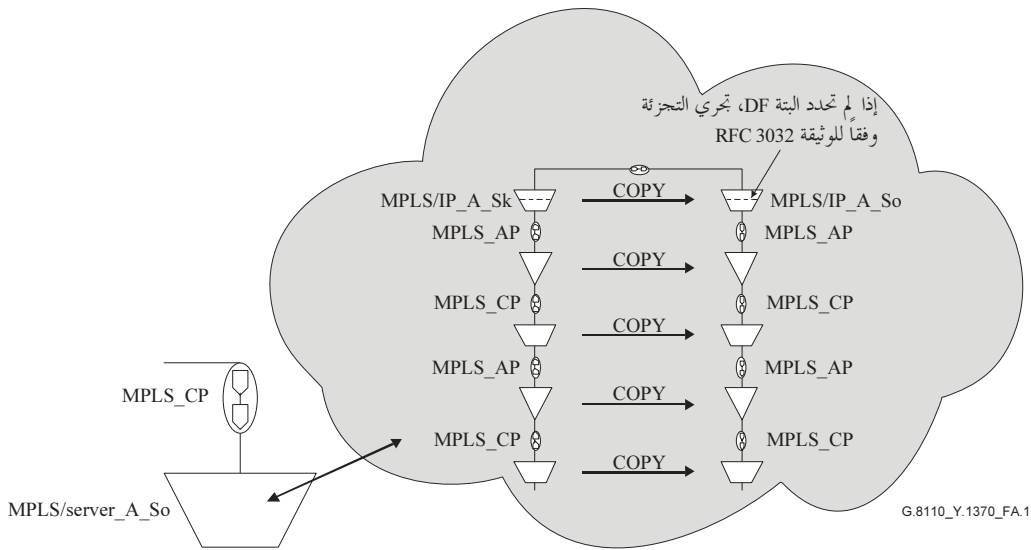 إذا لم تحدد البتة DF، تجري التجزئة
وفقاً للوثيقة RFC 3032
MPLS/IP_A_Sk
COPY
MPLS/IP_A_So
MPLS_AP
MPLS_AP
COPY
MPLS_CP
MPLS_CP
COPY
MPLS_AP
MPLS_AP
MPLS_CP
COPY
MPLS_CP
MPLS_CP
COPY
MPLS/server_A_So
G.8110_Y.1370_FA.1